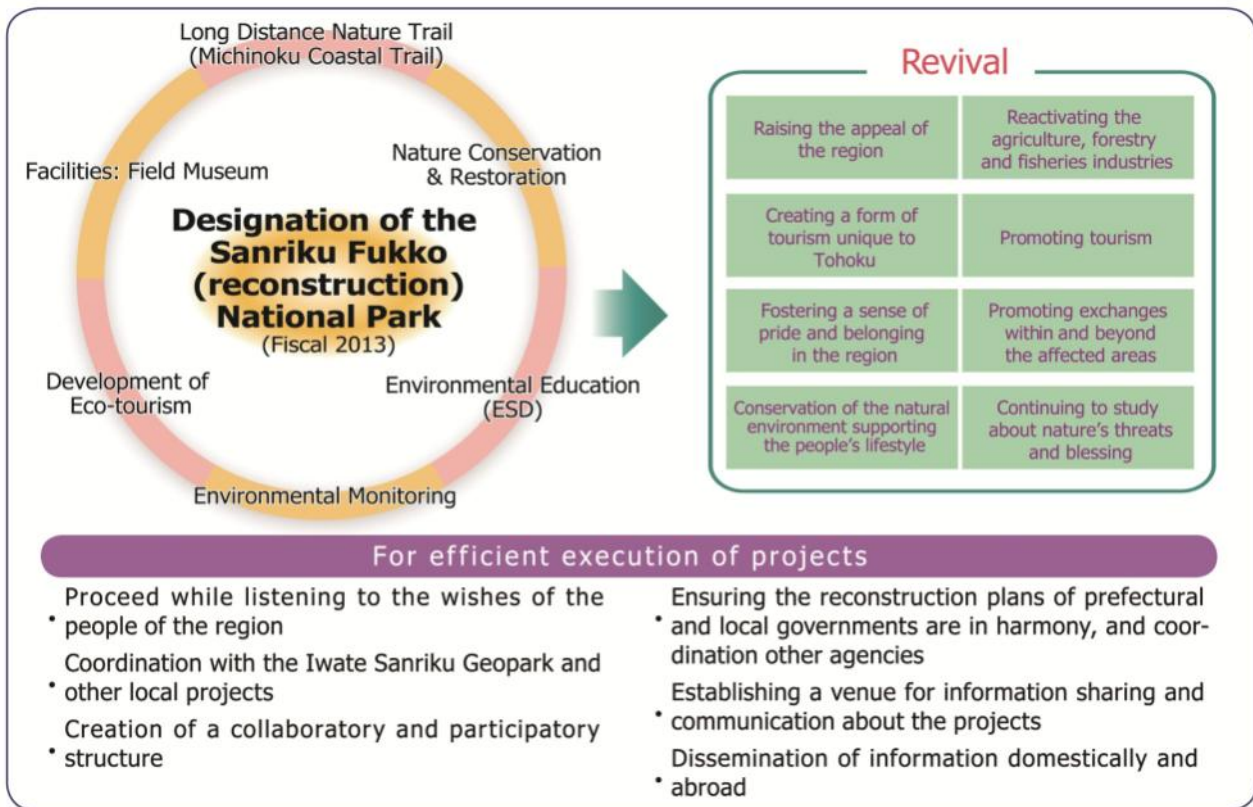 Long Distance Nature Trail
(Michinoku Coastal Trail)
Facilities: Field Museum
Nature Conservation
& Restoration
Designation of the
Sanriku Fukko
(reconstruction)
National Park
(Fiscal 2013)
Development of
Eco-tourism
Environmental Education
(ESD)
Environmental Monitoring
Revival
Raising the appeal of
the region
Reactivating the
agriculture, forestry
and fisheries industries
Creating a form of
tourism unique to
Tohoku
Promoting tourism
Fostering a sense of
pride and belonging
in the region
Promoting exchanges
within and beyond
the affected areas
Conservation of the natural
environment supporting
the people's lifestyle
Continuing to study
about nature's threats
and blessing
For efficient execution of projects
Proceed while listening to the wishes of the
• people of the region
Coordination with the Iwate Sanriku Geopark and
• other local projects
Creation of a collaboratory and participatory
• structure
Ensuring the reconstruction plans of prefectural
• and local governments are in harmony, and coor-
dination other agencies
Establishing a venue for information sharing and
• communication about the projects
Dissemination of information domestically and
• abroad